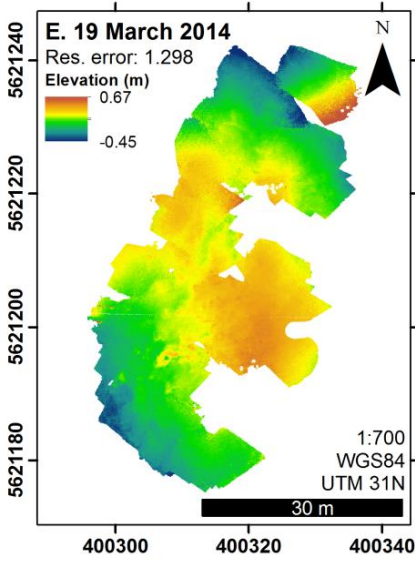 E. 19 March 2014
Res. error: 1.298
Elevation (m)
0.67
-0.45
N
5621240
5621220
5621200
5621180
1:700
WGS84
UTM 31N
30 m
400300
400320
400340